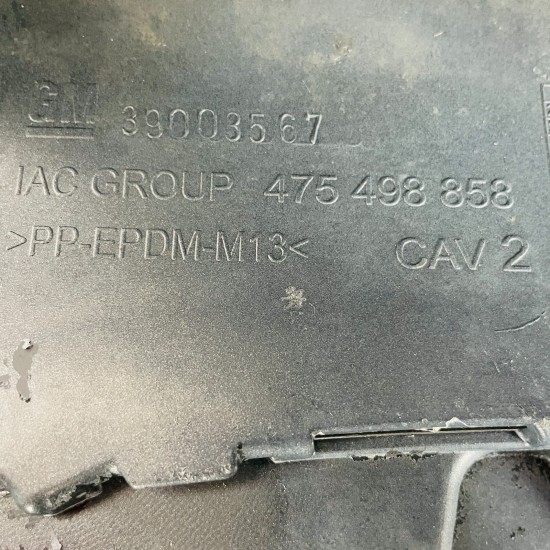 GM 39003567
IAC GROUP 475 498 858
>PP-EPDM-M13< CAV 2